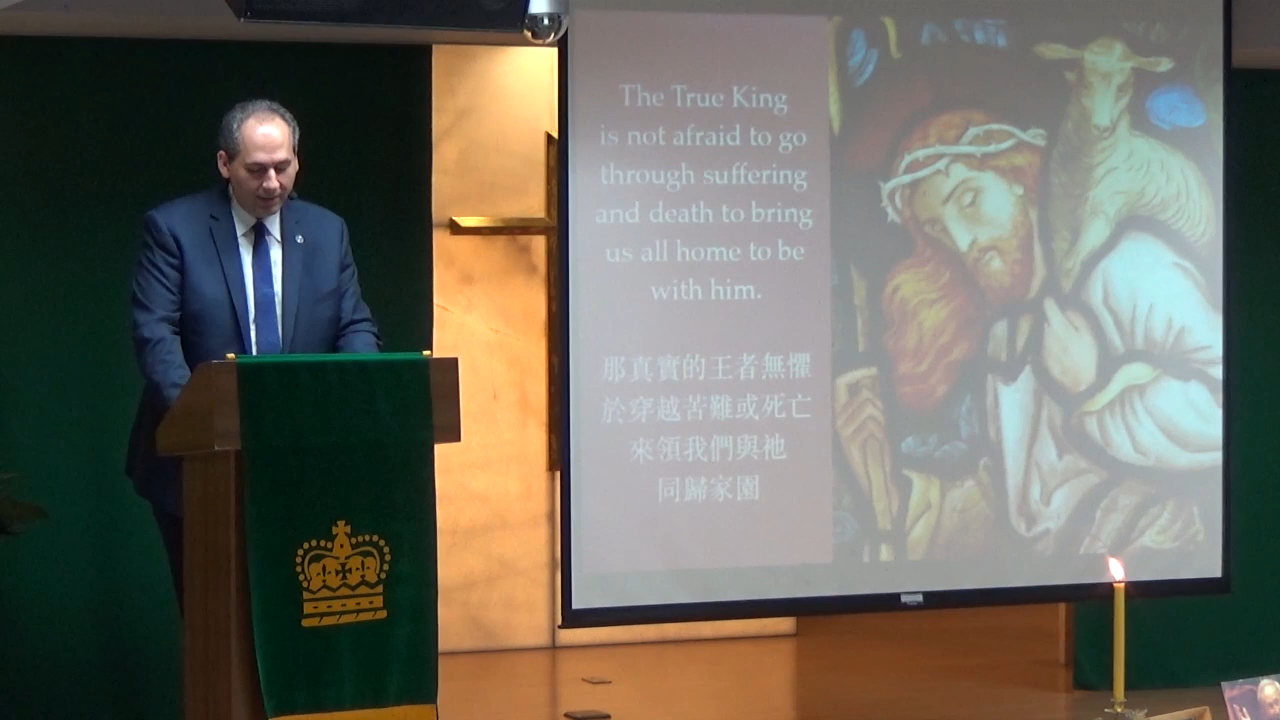 The True King
is not afraid to go
through suffering
and death to bring
us all home to be
with him.
那真實的王者無懼
於穿越苦難或死亡
來領我們與祂
同歸家園